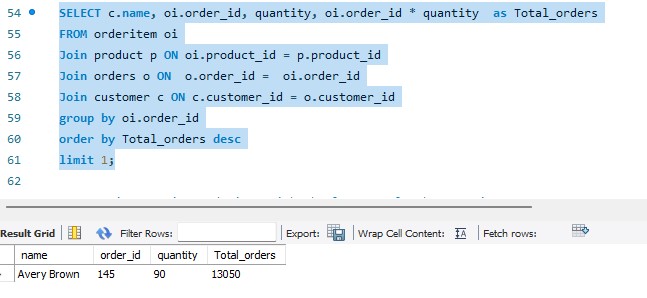 54 SELECT c.name, oi.order_id, quantity, oi.order_id * quantity as Total_orders
55 FROM orderitem oi
56 Join product p ON oi.product_id = p.product_id
57 Join orders o ON o.order_id = oi.order_id
58 Join customer c ON c.customer_id = o.customer_id
59 group by oi.order_id
60 order by Total_orders desc
61 limit 1;
62
Result Grid Filter Rows: Export: Wrap Cell Content: Fetch rows:
name order_id quantity Total_orders
Avery Brown 145 90 13050